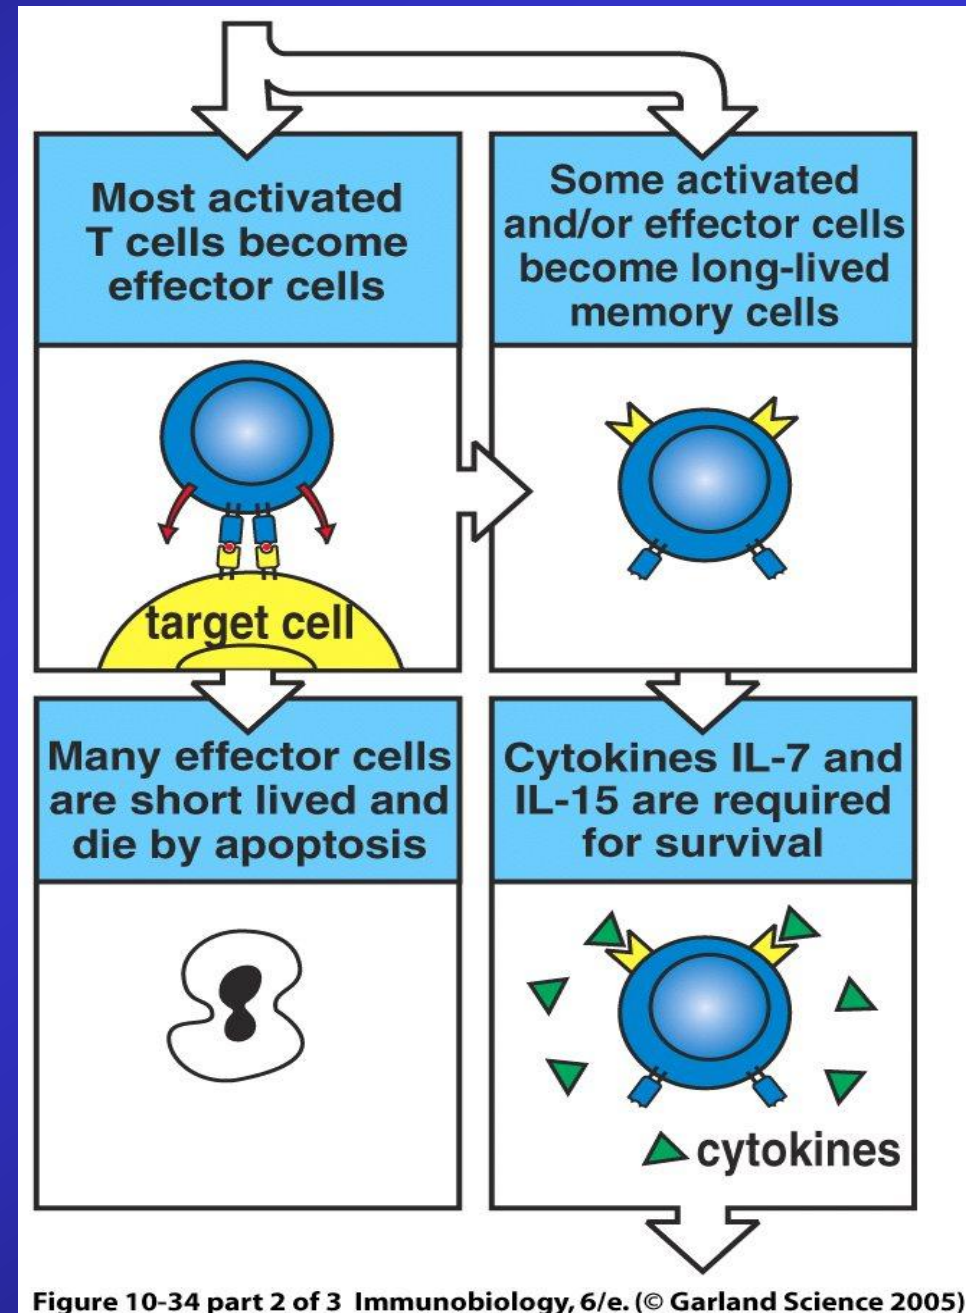 Most activated
T cells become
effector cells
Some activated
and/or effector cells
become long-lived
memory cells
target cell
Many effector cells
are short lived and
die by apoptosis
Cytokines IL-7 and
IL-15 are required
for survival
cytokines
Figure 10-34 part 2 of 3 Immunobiology, 6/e. (© Garland Science 2005)